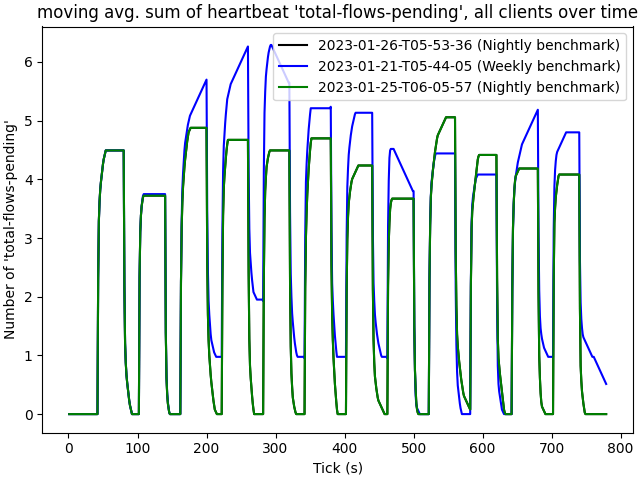 moving avg. sum of heartbeat 'total-flows-pending', all clients over time
2023-01-26-T05-53-36 (Nightly benchmark)
2023-01-21-T05-44-05 (Weekly benchmark)
2023-01-25-T06-05-57 (Nightly benchmark)
Number of 'total-flows-pending'
6
5
4
3
2
1
0
0 100 200 300 400 500 600 700 800
Tick (s)